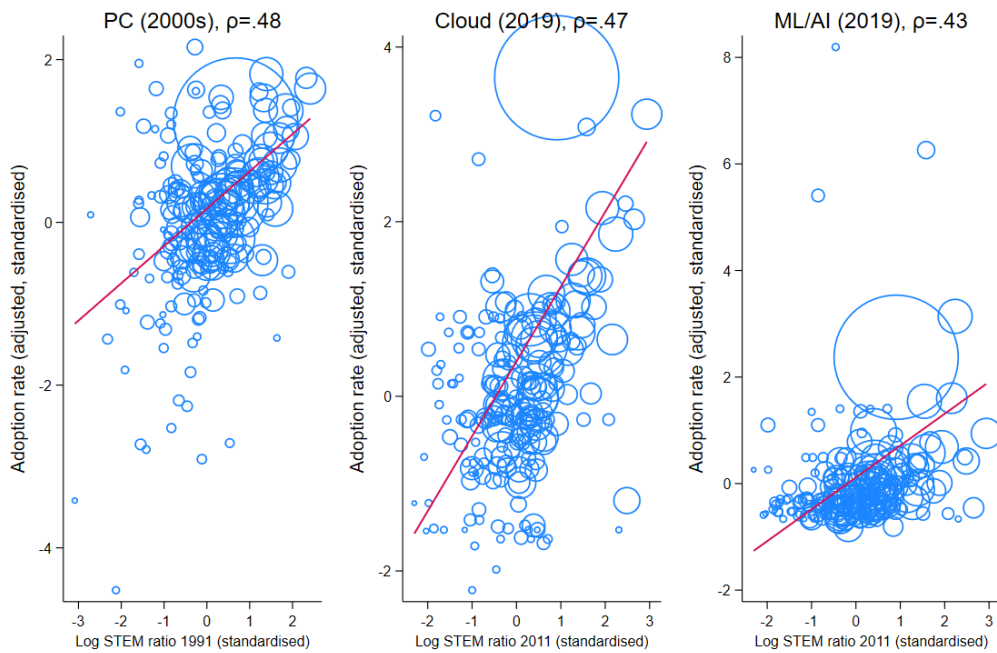 PC (2000s), ρ=.48
Adoption rate (adjusted, standardised)
2
0
-2
-4
-3 -2 -1 0 1 2
Log STEM ratio 1991 (standardised)
Cloud (2019), ρ=.47
Adoption rate (adjusted, standardised)
4
2
0
-2
-2 -1 0 1 2 3
Log STEM ratio 2011 (standardised)
ML/AI (2019), ρ=.43
Adoption rate (adjusted, standardised)
8
6
4
2
0
-2
-2 -1 0 1 2 3
Log STEM ratio 2011 (standardised)